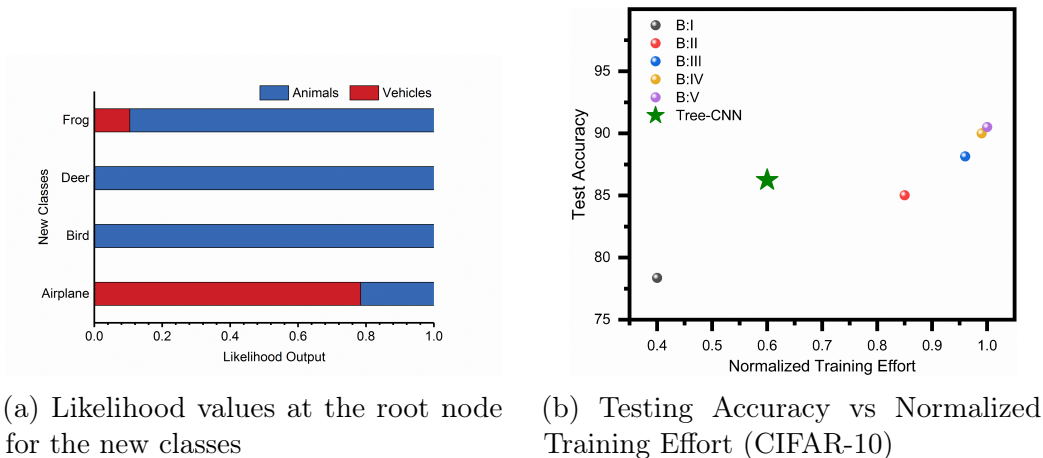 Animals Vehicles
Frog
Deer
Bird
Airplane
New Classes
0.0 0.2 0.4 0.6 0.8 1.0
Likelihood Output
(a) Likelihood values at the root node
for the new classes
B:I
B:II
B:III
B:IV
B:V
Tree-CNN
95
90
85
80
75
Test Accuracy
0.4 0.5 0.6 0.7 0.8 0.9 1.0
Normalized Training Effort
(b) Testing Accuracy vs Normalized
Training Effort (CIFAR-10)